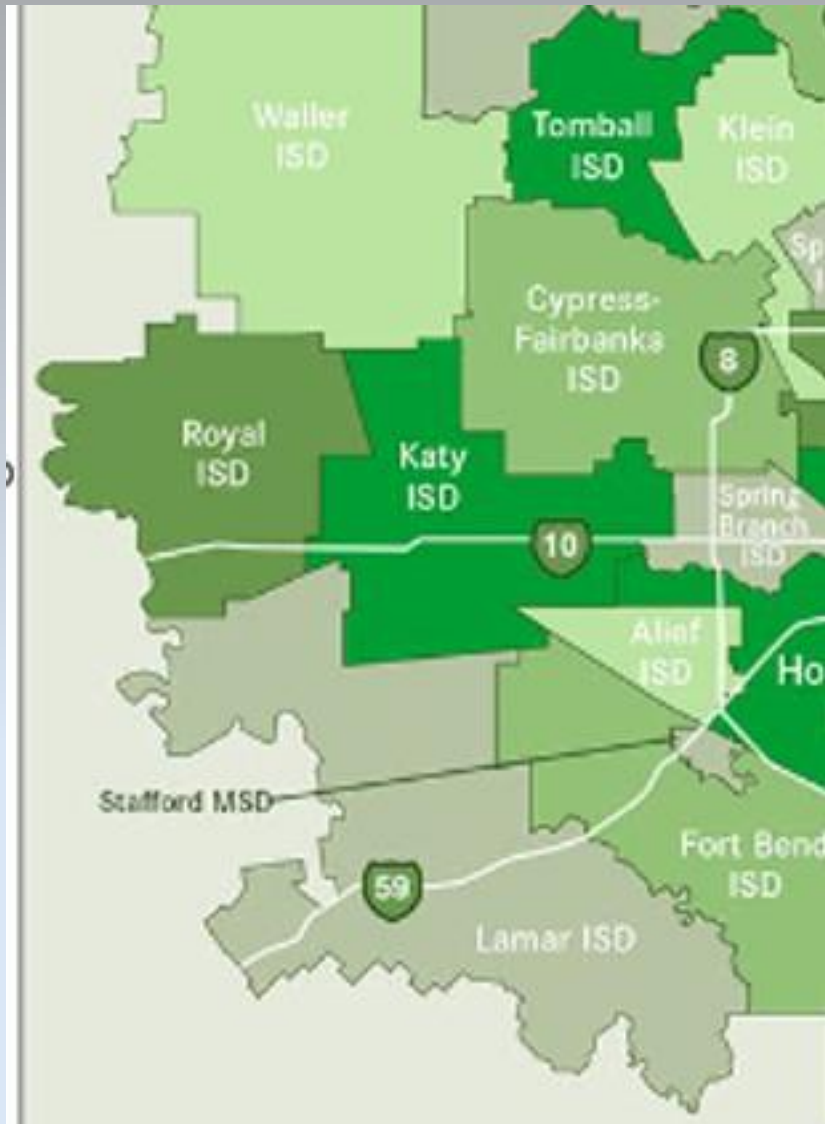 Waller
ISD
Tomball
ISD
Klein
ISD
Sp
Cypress-
Fairbanks
ISD
8
Royal
ISD
Katy
ISD
Spring
Branch
ISD
10
Alief
ISD
Ho
Stafford MSD
Fort Bend
ISD
59
Lamar ISD